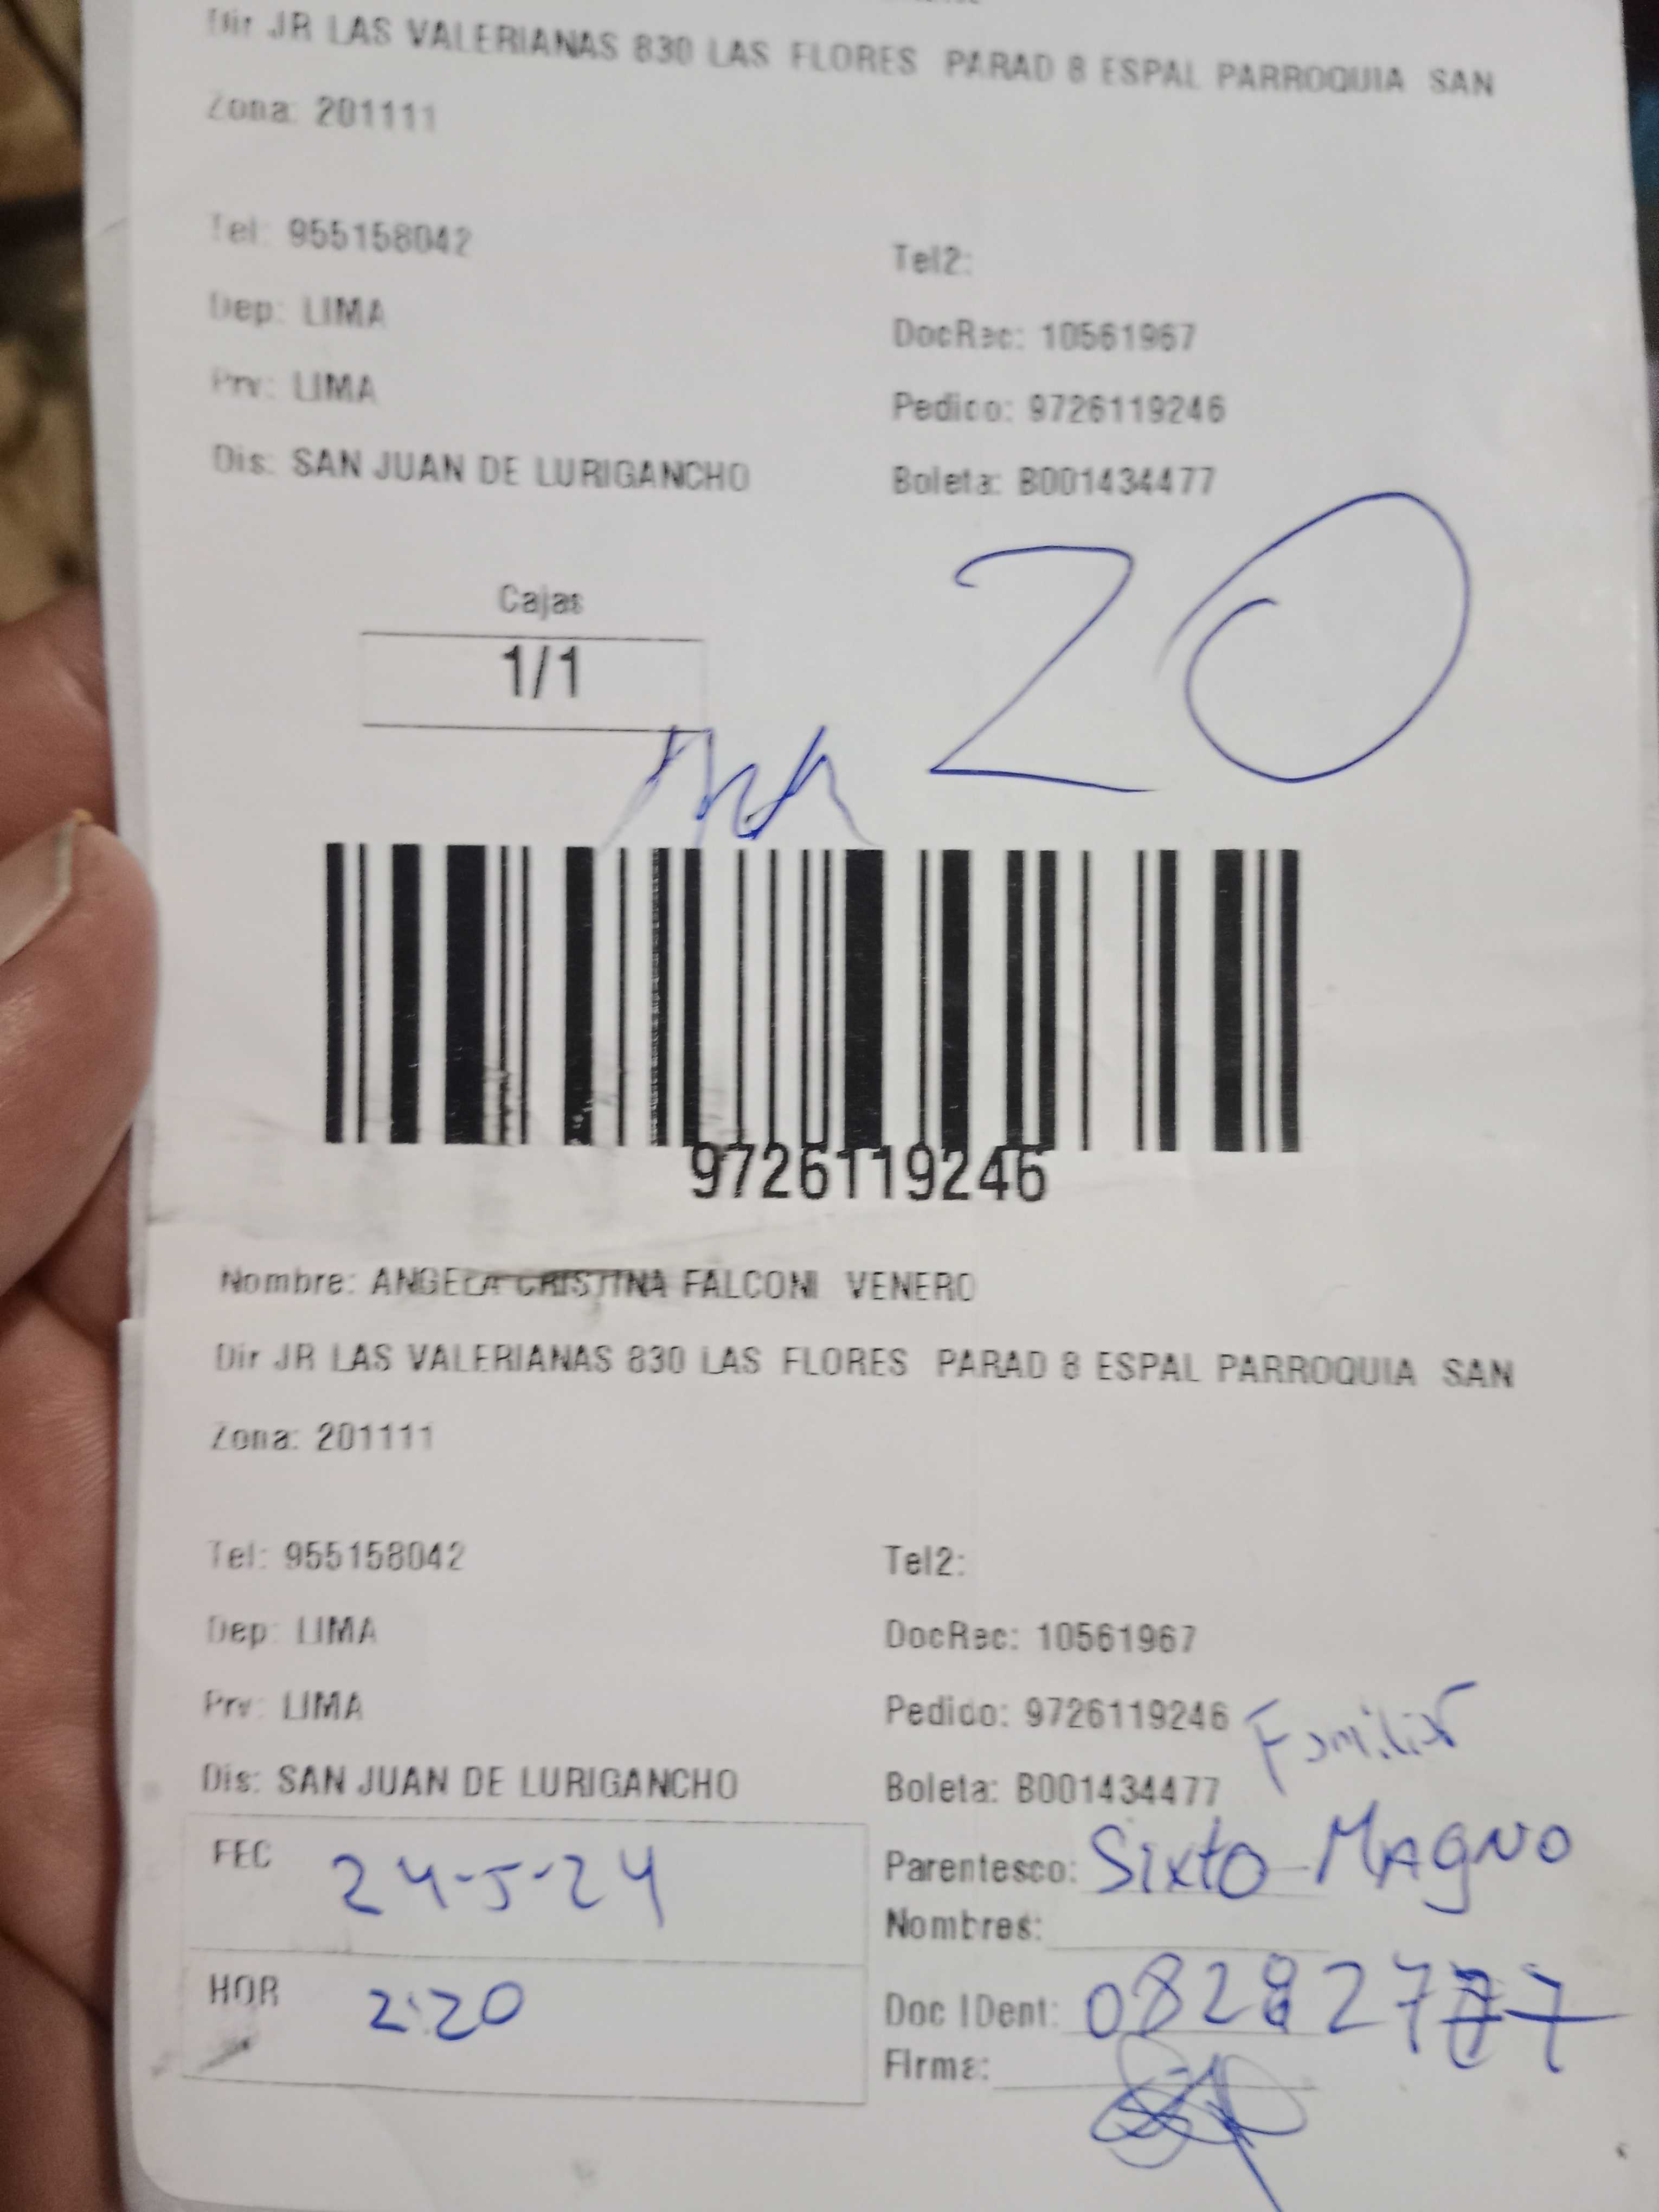 Dir JR LAS VALERIANAS 830 LAS FLORES PARAD 8 ESPAL PARROQUIA SAN
Zona: 201111
Tel: 955158042
Tel2:
Dep: LIMA
DocRec: 10561967
Prv: LIMA
Pedido: 9726119246
Dis: SAN JUAN DE LURIGANCHO
Boleta: B001434477
20
Cajas
1/1
9726119246
Nombre: ANGELA CRISTINA FALCONI VENERO
Dir JR LAS VALERIANAS 830 LAS FLORES PARAD 8 ESPAL PARROQUIA SAN
Zona: 201111
Tel: 955158042
Tel2:
Dep: LIMA
DocRec: 10561967
Prv: LIMA
Pedido: 9726119246
Familiar
Dis: SAN JUAN DE LURIGANCHO
Boleta: B001434477
FEC 24-5-24
Parentesco: Sixto MAgNO
Nombres:
HOR 2:20
Doc IDent:
Firma: